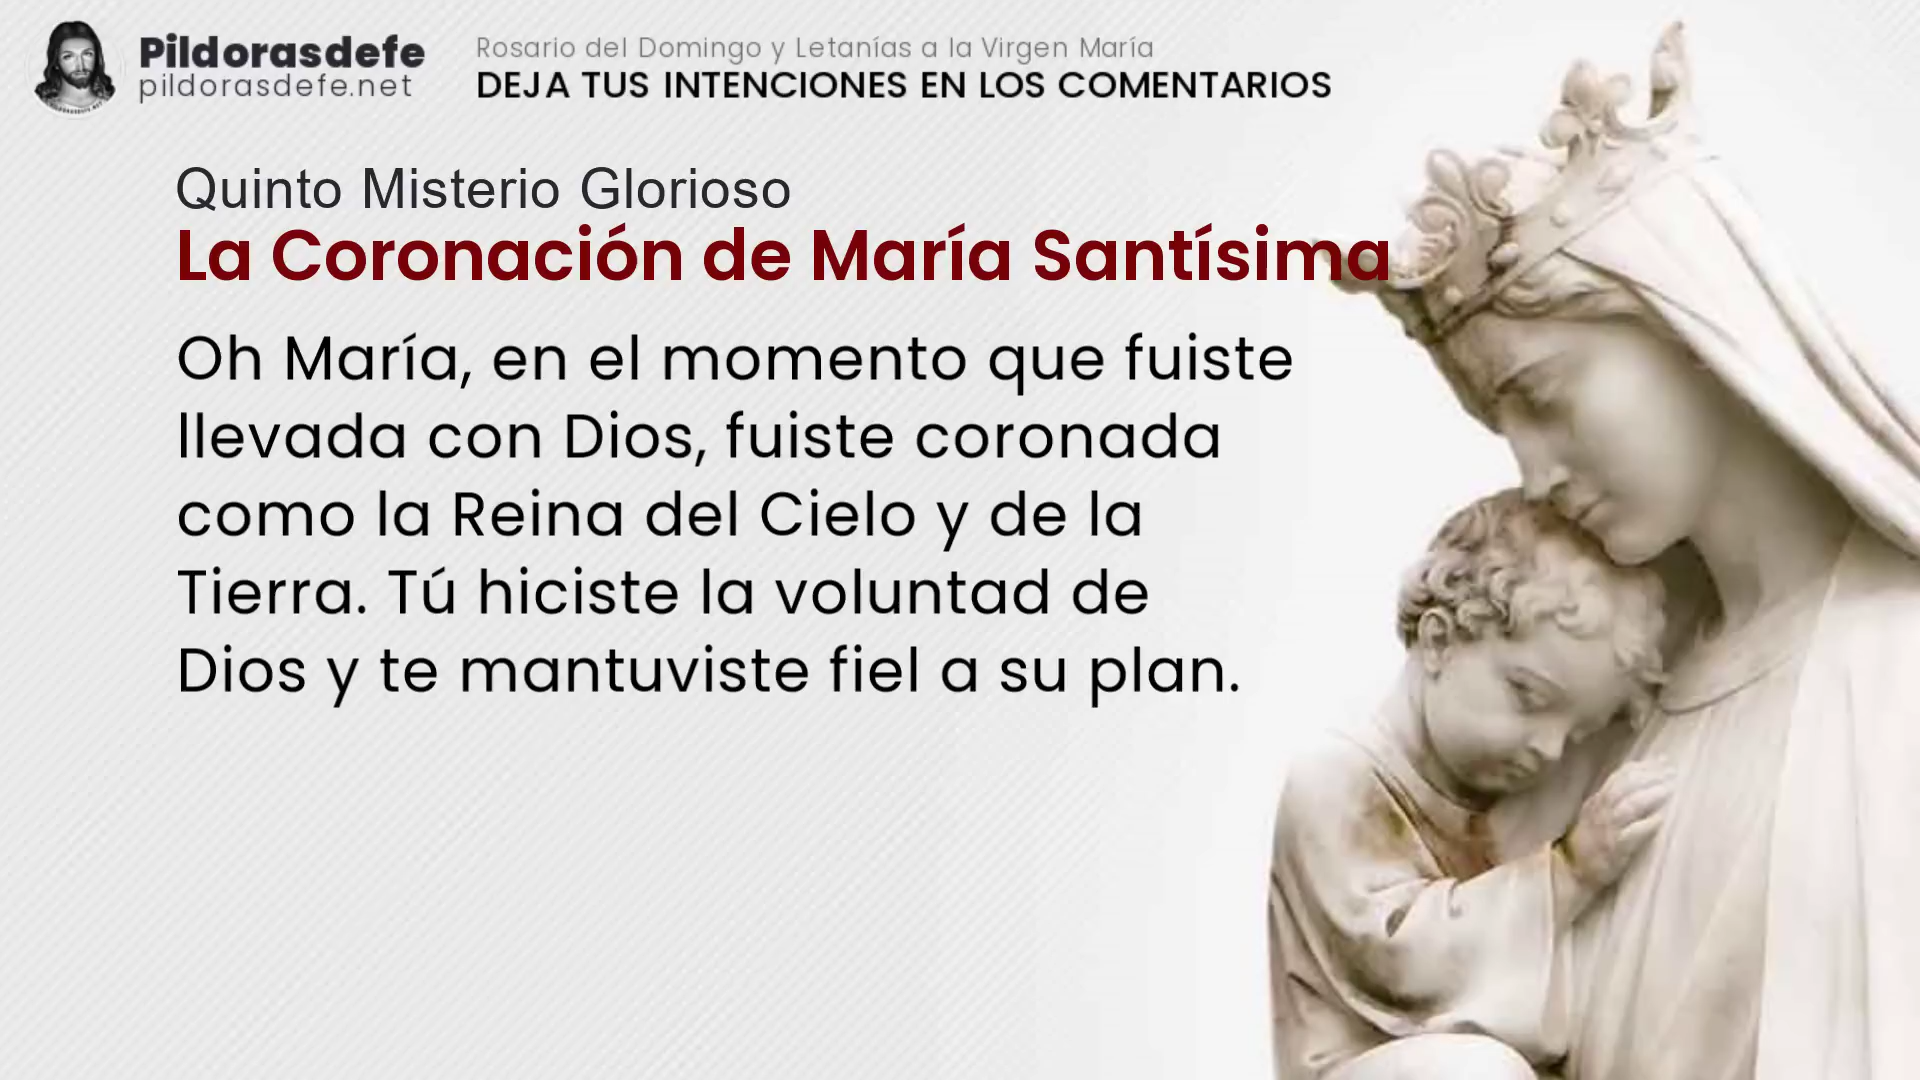 Pildorasdefe
pildorasdefe.net
Rosario del Domingo y Letanías a la Virgen María
DEJA TUS INTENCIONES EN LOS COMENTARIOS
Quinto Misterio Glorioso
La Coronación de María Santísima
Oh María, en el momento que fuiste
llevada con Dios, fuiste coronada
como la Reina del Cielo y de la
Tierra. Tú hiciste la voluntad de
Dios y te mantuviste fiel a su plan.